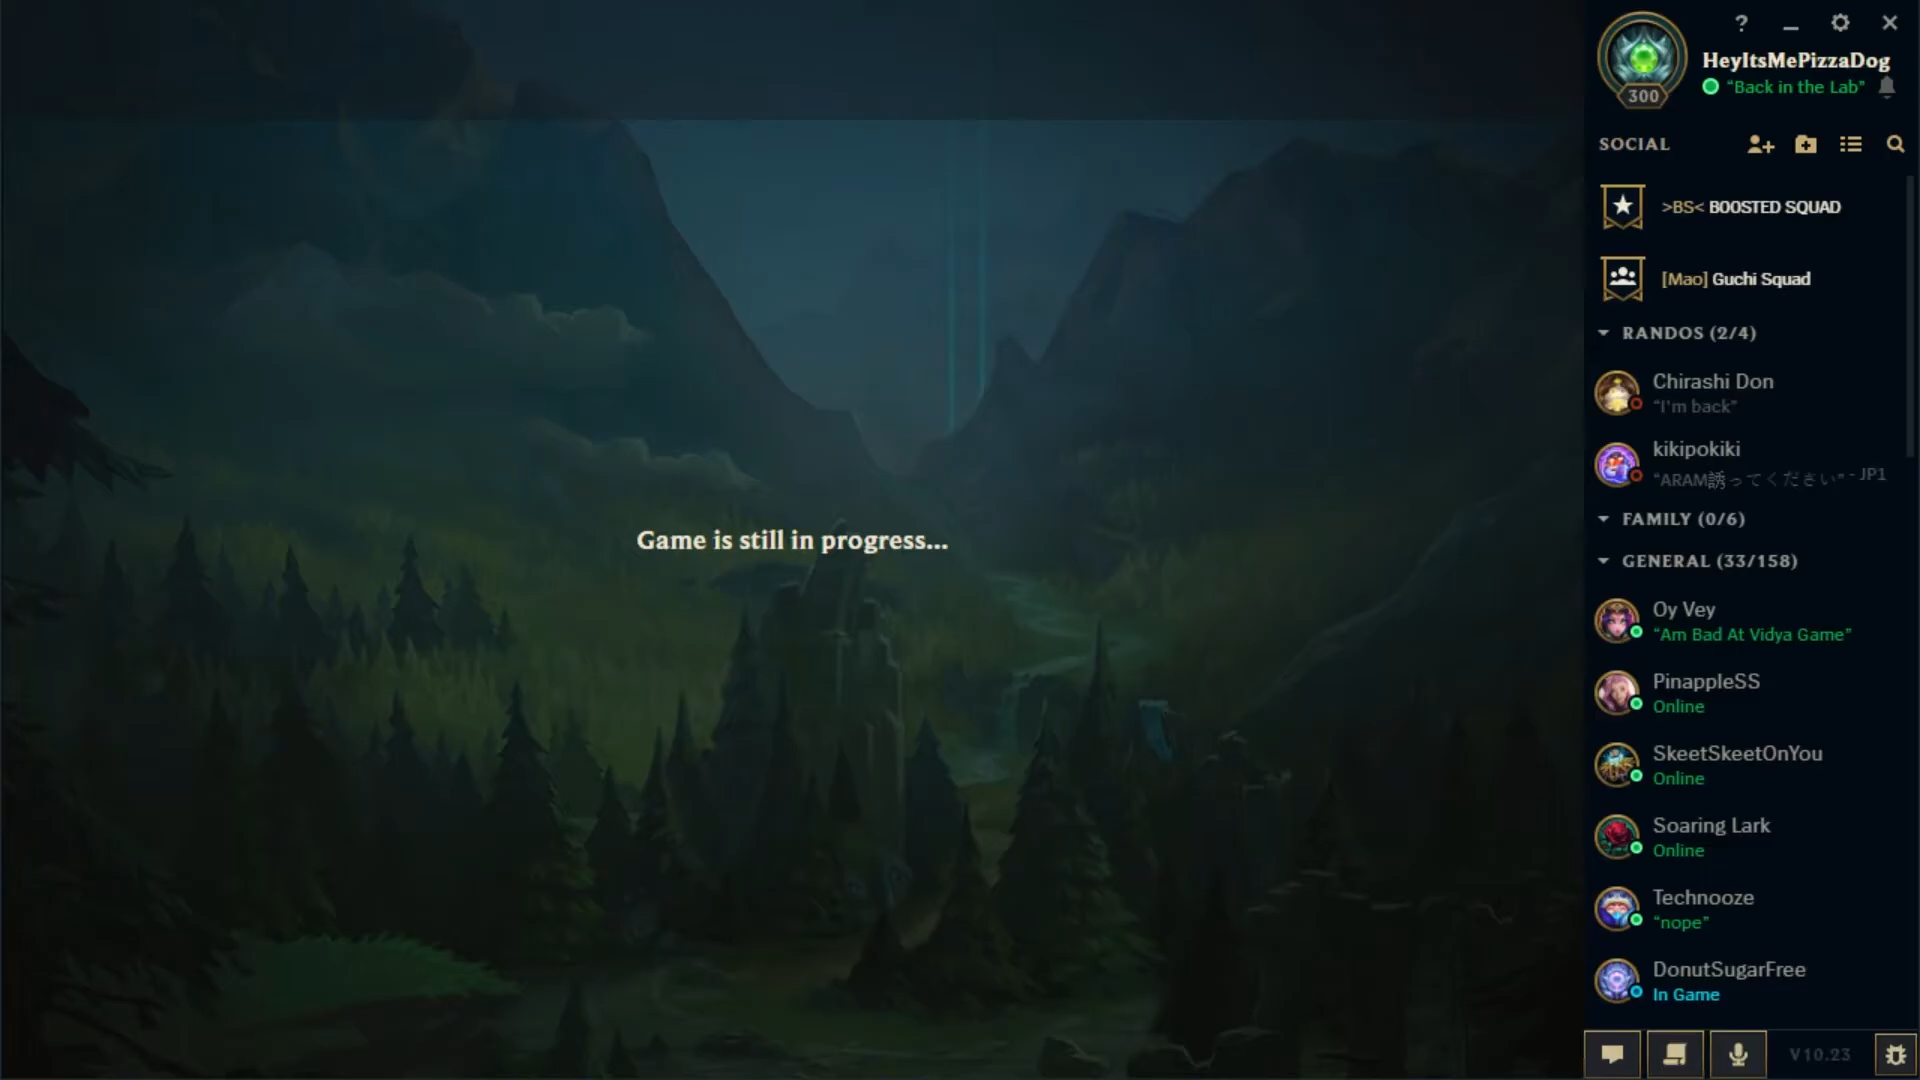 ?
HeyItsMePizzaDog
“Back in the Lab”
300
SOCIAL
>BS< BOOSTED SQUAD
[Mao] Guchi Squad
RANDOS (2/4)
Chirashi Don
“I'm back”
kikipokiki
“ARAM誘ってください” - JP1
FAMILY (0/6)
Game is still in progress...
GENERAL (33/158)
Oy Vey
“Am Bad At Vidya Game”
PinappleSS
Online
SkeetSkeetOnYou
Online
Soaring Lark
Online
Technooze
“nope”
DonutSugarFree
In Game
V10.23